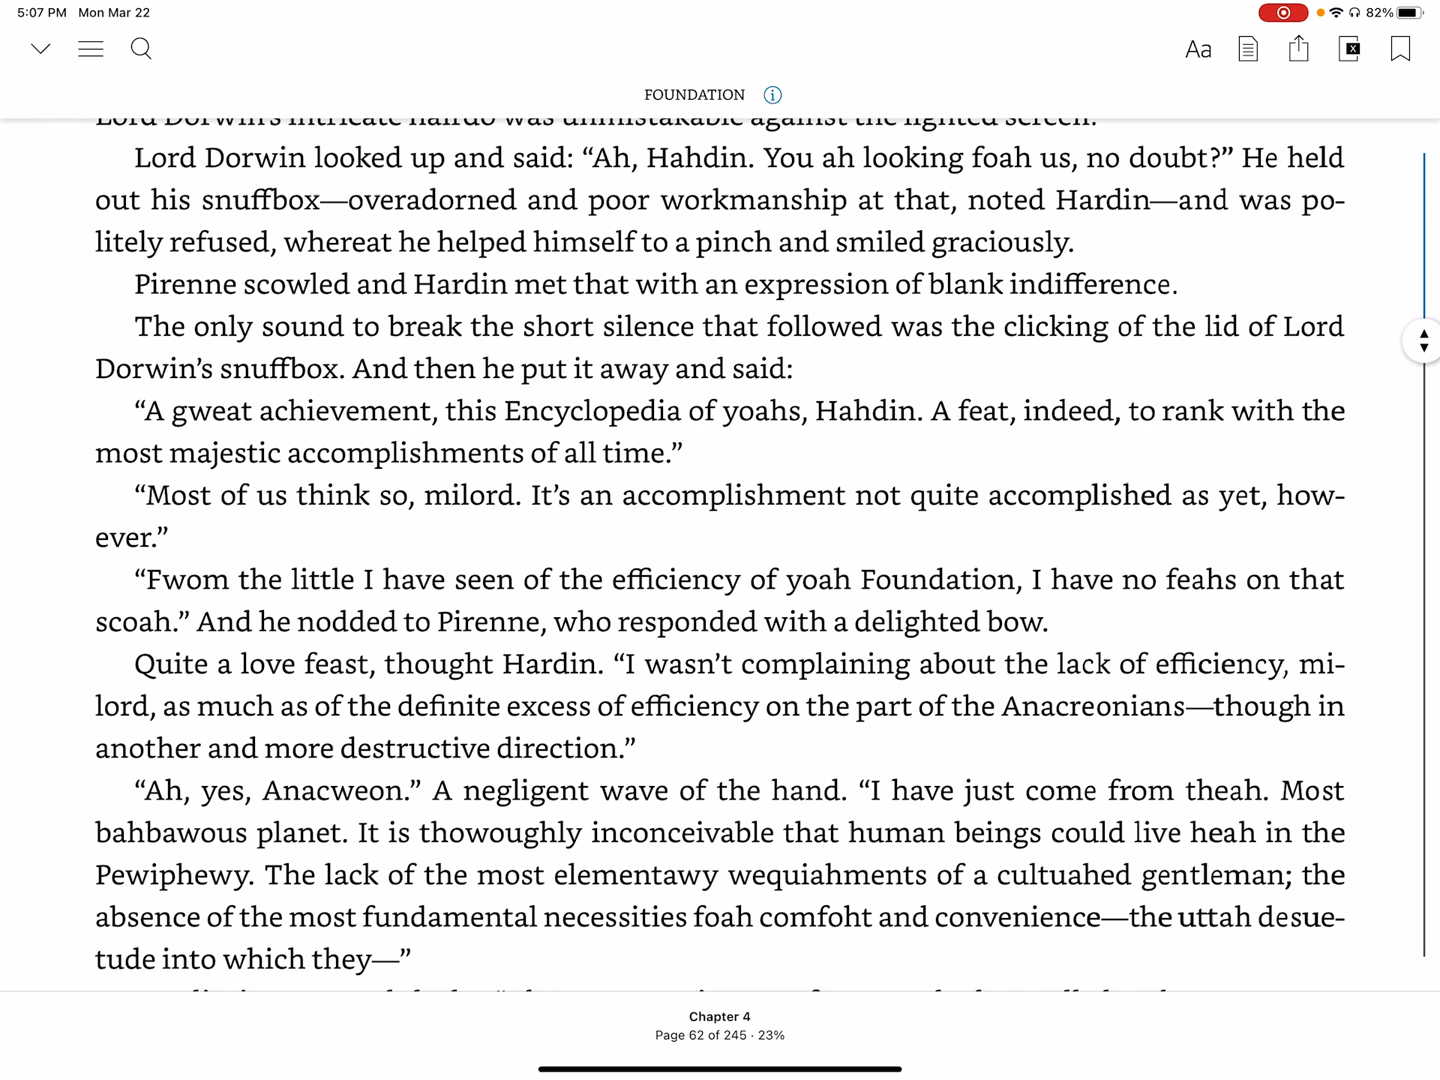 5:07 PM Mon Mar 22
82%
Aa
FOUNDATION
Lord Dorwin's intricate hairdo was unmistakable against the lighted screen.
Lord Dorwin looked up and said: “Ah, Hahdin. You ah looking foah us, no doubt?” He held
out his snuffbox—overadorned and poor workmanship at that, noted Hardin—and was po-
litely refused, whereat he helped himself to a pinch and smiled graciously.
Pirenne scowled and Hardin met that with an expression of blank indifference.
The only sound to break the short silence that followed was the clicking of the lid of Lord
Dorwin’s snuffbox. And then he put it away and said:
“A gweat achievement, this Encyclopedia of yoahs, Hahdin. A feat, indeed, to rank with the
most majestic accomplishments of all time.”
“Most of us think so, milord. It’s an accomplishment not quite accomplished as yet, how-
ever.”
“Fwom the little I have seen of the efficiency of yoah Foundation, I have no feahs on that
scoah.” And he nodded to Pirenne, who responded with a delighted bow.
Quite a love feast, thought Hardin. “I wasn’t complaining about the lack of efficiency, mi-
lord, as much as of the definite excess of efficiency on the part of the Anacreonians—though in
another and more destructive direction.”
“Ah, yes, Anacweon.” A negligent wave of the hand. “I have just come from theah. Most
bahbawous planet. It is thowoughly inconceivable that human beings could live heah in the
Pewiphewy. The lack of the most elementawy wequiahments of a cultuahed gentleman; the
absence of the most fundamental necessities foah comfoht and convenience—the uttah desue-
tude into which they—”
Chapter 4
Page 62 of 245 · 23%